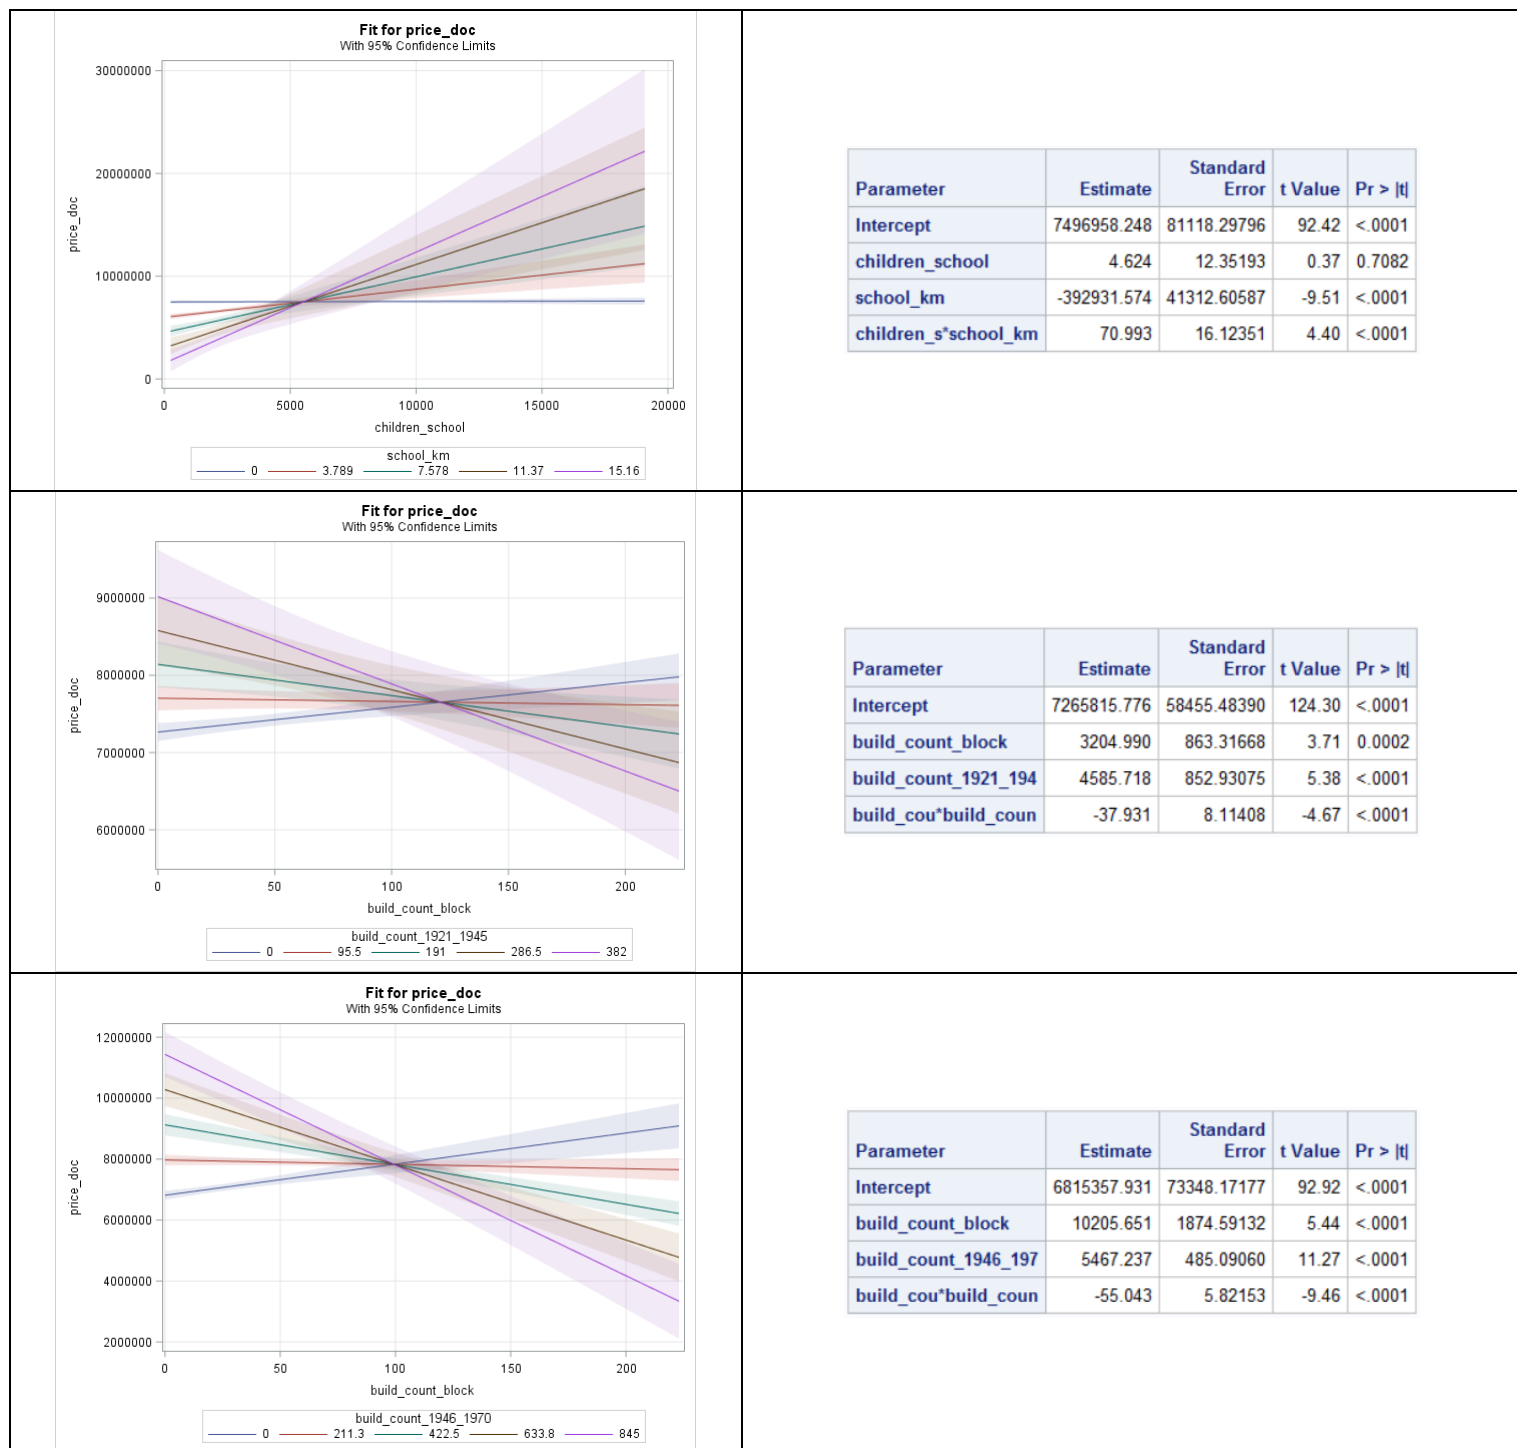 Fit for price_doc
With 95% Confidence Limits
30000000
20000000
10000000
0
price_doc
0 5000 10000 15000 20000
children_school
school_km
0 3.789 7.578 11.37 15.16
Parameter Estimate Standard Error t Value Pr > |t|
Intercept 7496958.248 81118.29796 92.42 <.0001
children_school 4.624 12.35193 0.37 0.7082
school_km -392931.574 41312.60587 -9.51 <.0001
children_s*school_km 70.993 16.12351 4.40 <.0001
Fit for price_doc
With 95% Confidence Limits
9000000
8000000
7000000
6000000
price_doc
0 50 100 150 200
build_count_block
build_count_1921_1945
0 95.5 191 286.5 382
Parameter Estimate Standard Error t Value Pr > |t|
Intercept 7265815.776 58455.48390 124.30 <.0001
build_count_block 3204.990 863.31668 3.71 0.0002
build_count_1921_194 4585.718 852.93075 5.38 <.0001
build_cou*build_coun -37.931 8.11408 -4.67 <.0001
Fit for price_doc
With 95% Confidence Limits
12000000
10000000
8000000
6000000
4000000
2000000
price_doc
0 50 100 150 200
build_count_block
build_count_1946_1970
0 211.3 422.5 633.8 845
Parameter Estimate Standard Error t Value Pr > |t|
Intercept 6815357.931 73348.17177 92.92 <.0001
build_count_block 10205.651 1874.59132 5.44 <.0001
build_count_1946_197 5467.237 485.09060 11.27 <.0001
build_cou*build_coun -55.043 5.82153 -9.46 <.0001